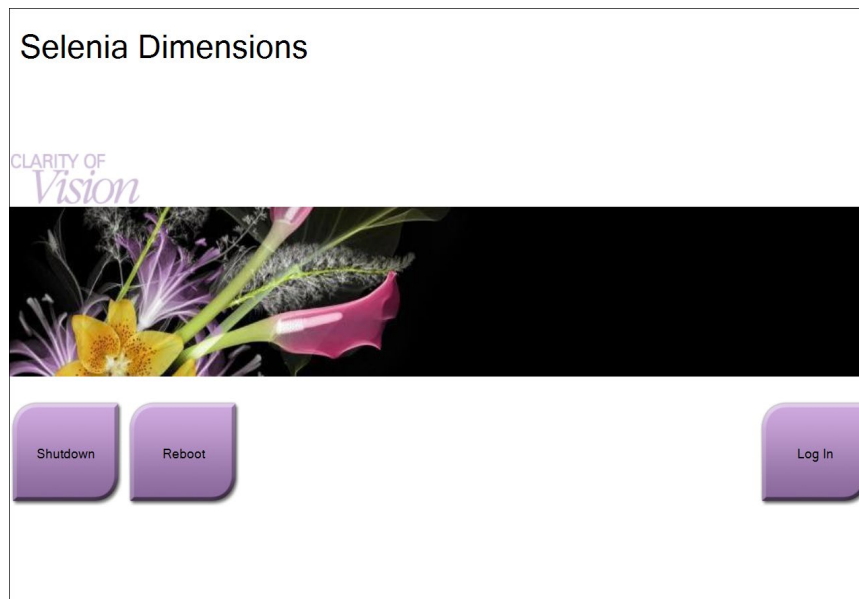 Selenia Dimensions
CLARITY OF
Vision
Shutdown
Reboot
Log In